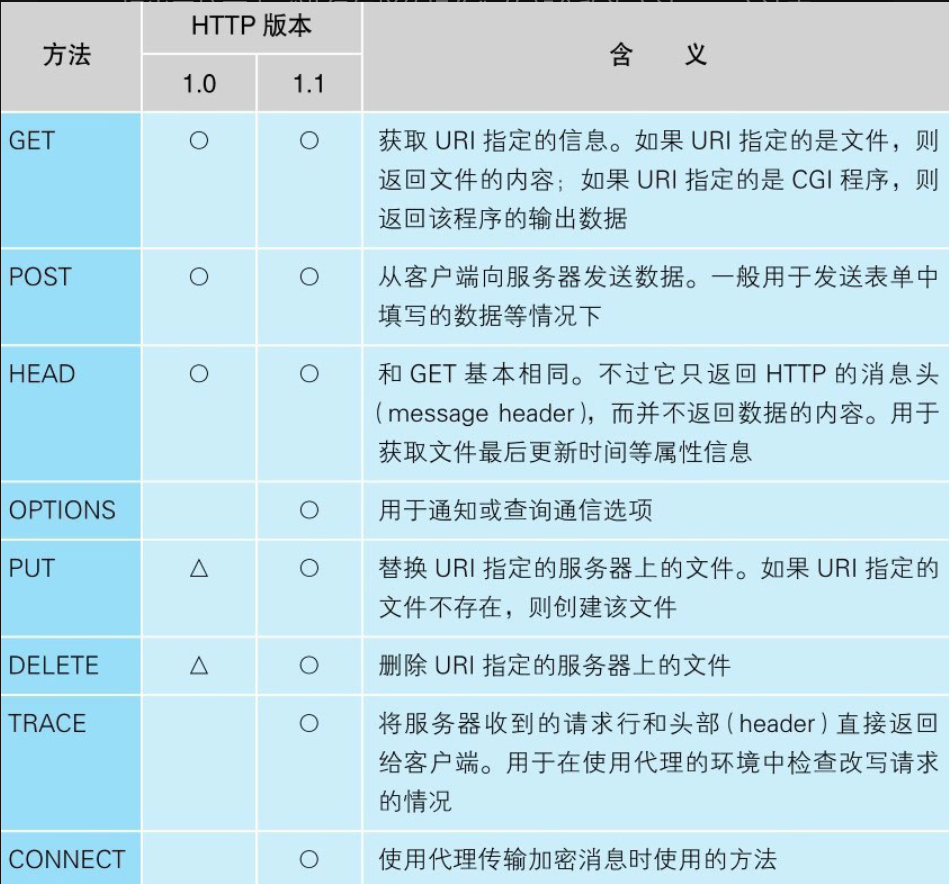 HTTP 版本
方法
含 义
1.0 1.1
GET ○ ○ 获取 URI 指定的信息。如果 URI 指定的是文件，则
返回文件的内容；如果 URI 指定的是 CGI 程序，则
返回该程序的输出数据
POST ○ ○ 从客户端向服务器发送数据。一般用于发送表单中
填写的数据等情况下
HEAD ○ ○ 和 GET 基本相同。不过它只返回 HTTP 的消息头
（message header），而并不返回数据的内容。用于
获取文件最后更新时间等属性信息
OPTIONS ○ 用于通知或查询通信选项
PUT △ ○ 替换 URI 指定的服务器上的文件。如果 URI 指定的
文件不存在，则创建该文件
DELETE △ ○ 删除 URI 指定的服务器上的文件
TRACE ○ 将服务器收到的请求行和头部（header）直接返回
给客户端。用于在使用代理的环境中检查改写请求
的情况
CONNECT ○ 使用代理传输加密消息时使用的方法